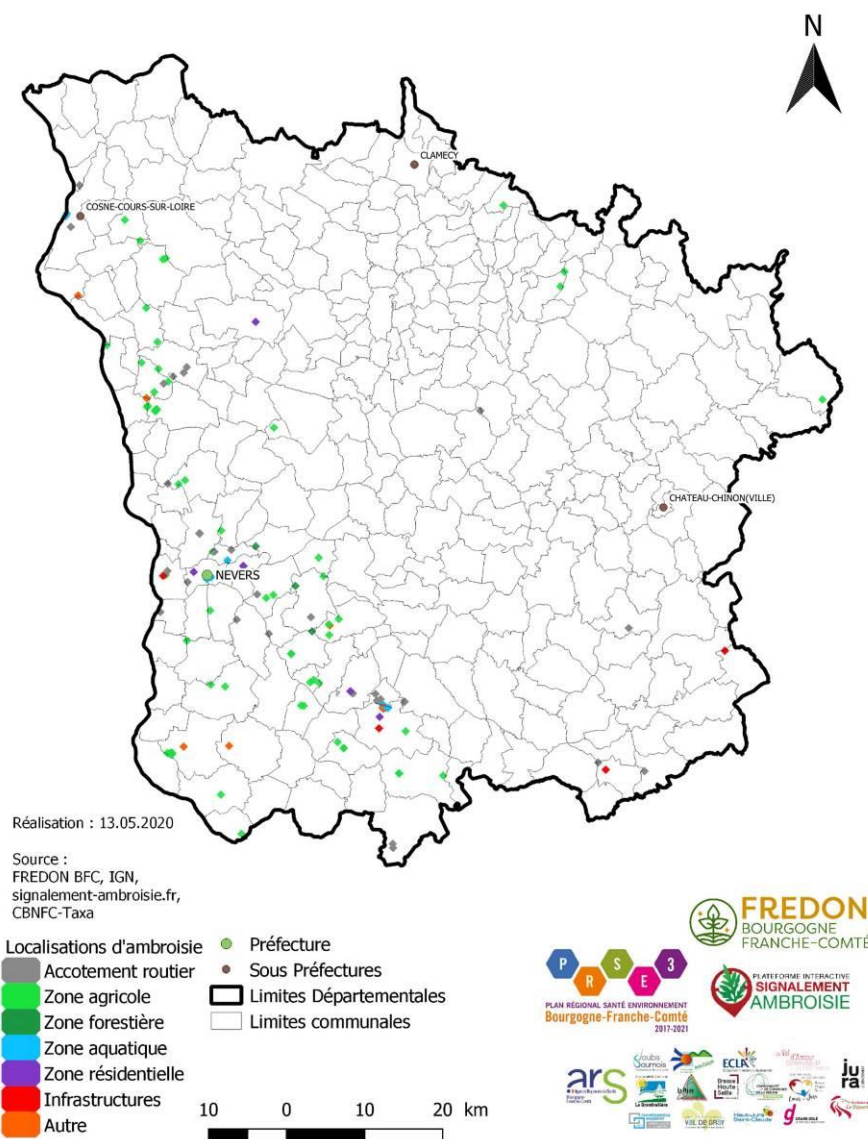 N
CLAMECY
COSNE-COURS-SUR-LOIRE
CHATEAU-CHINON(VILLE)
NEVERS
Réalisation : 13.05.2020
Source :
FREDON BFC, IGN,
signalement-ambroisie.fr,
CBNFC-Taxa
Localisations d'ambroisie
Accotement routier
Zone agricole
Zone forestière
Zone aquatique
Zone résidentielle
Infrastructures
Autre
Préfecture
Sous Préfectures
Limites Départementales
Limites communales
10 0 10 20 km
FREDON
BOURGOGNE
FRANCHE-COMTÉ
P R S E 3
PLAN RÉGIONAL SANTÉ ENVIRONNEMENT
Bourgogne-Franche-Comté
2017-2021
PLATEFORME INTERACTIVE
SIGNALEMENT
AMBROISIE
ars
ECLA
jura
VAL DE GRAY